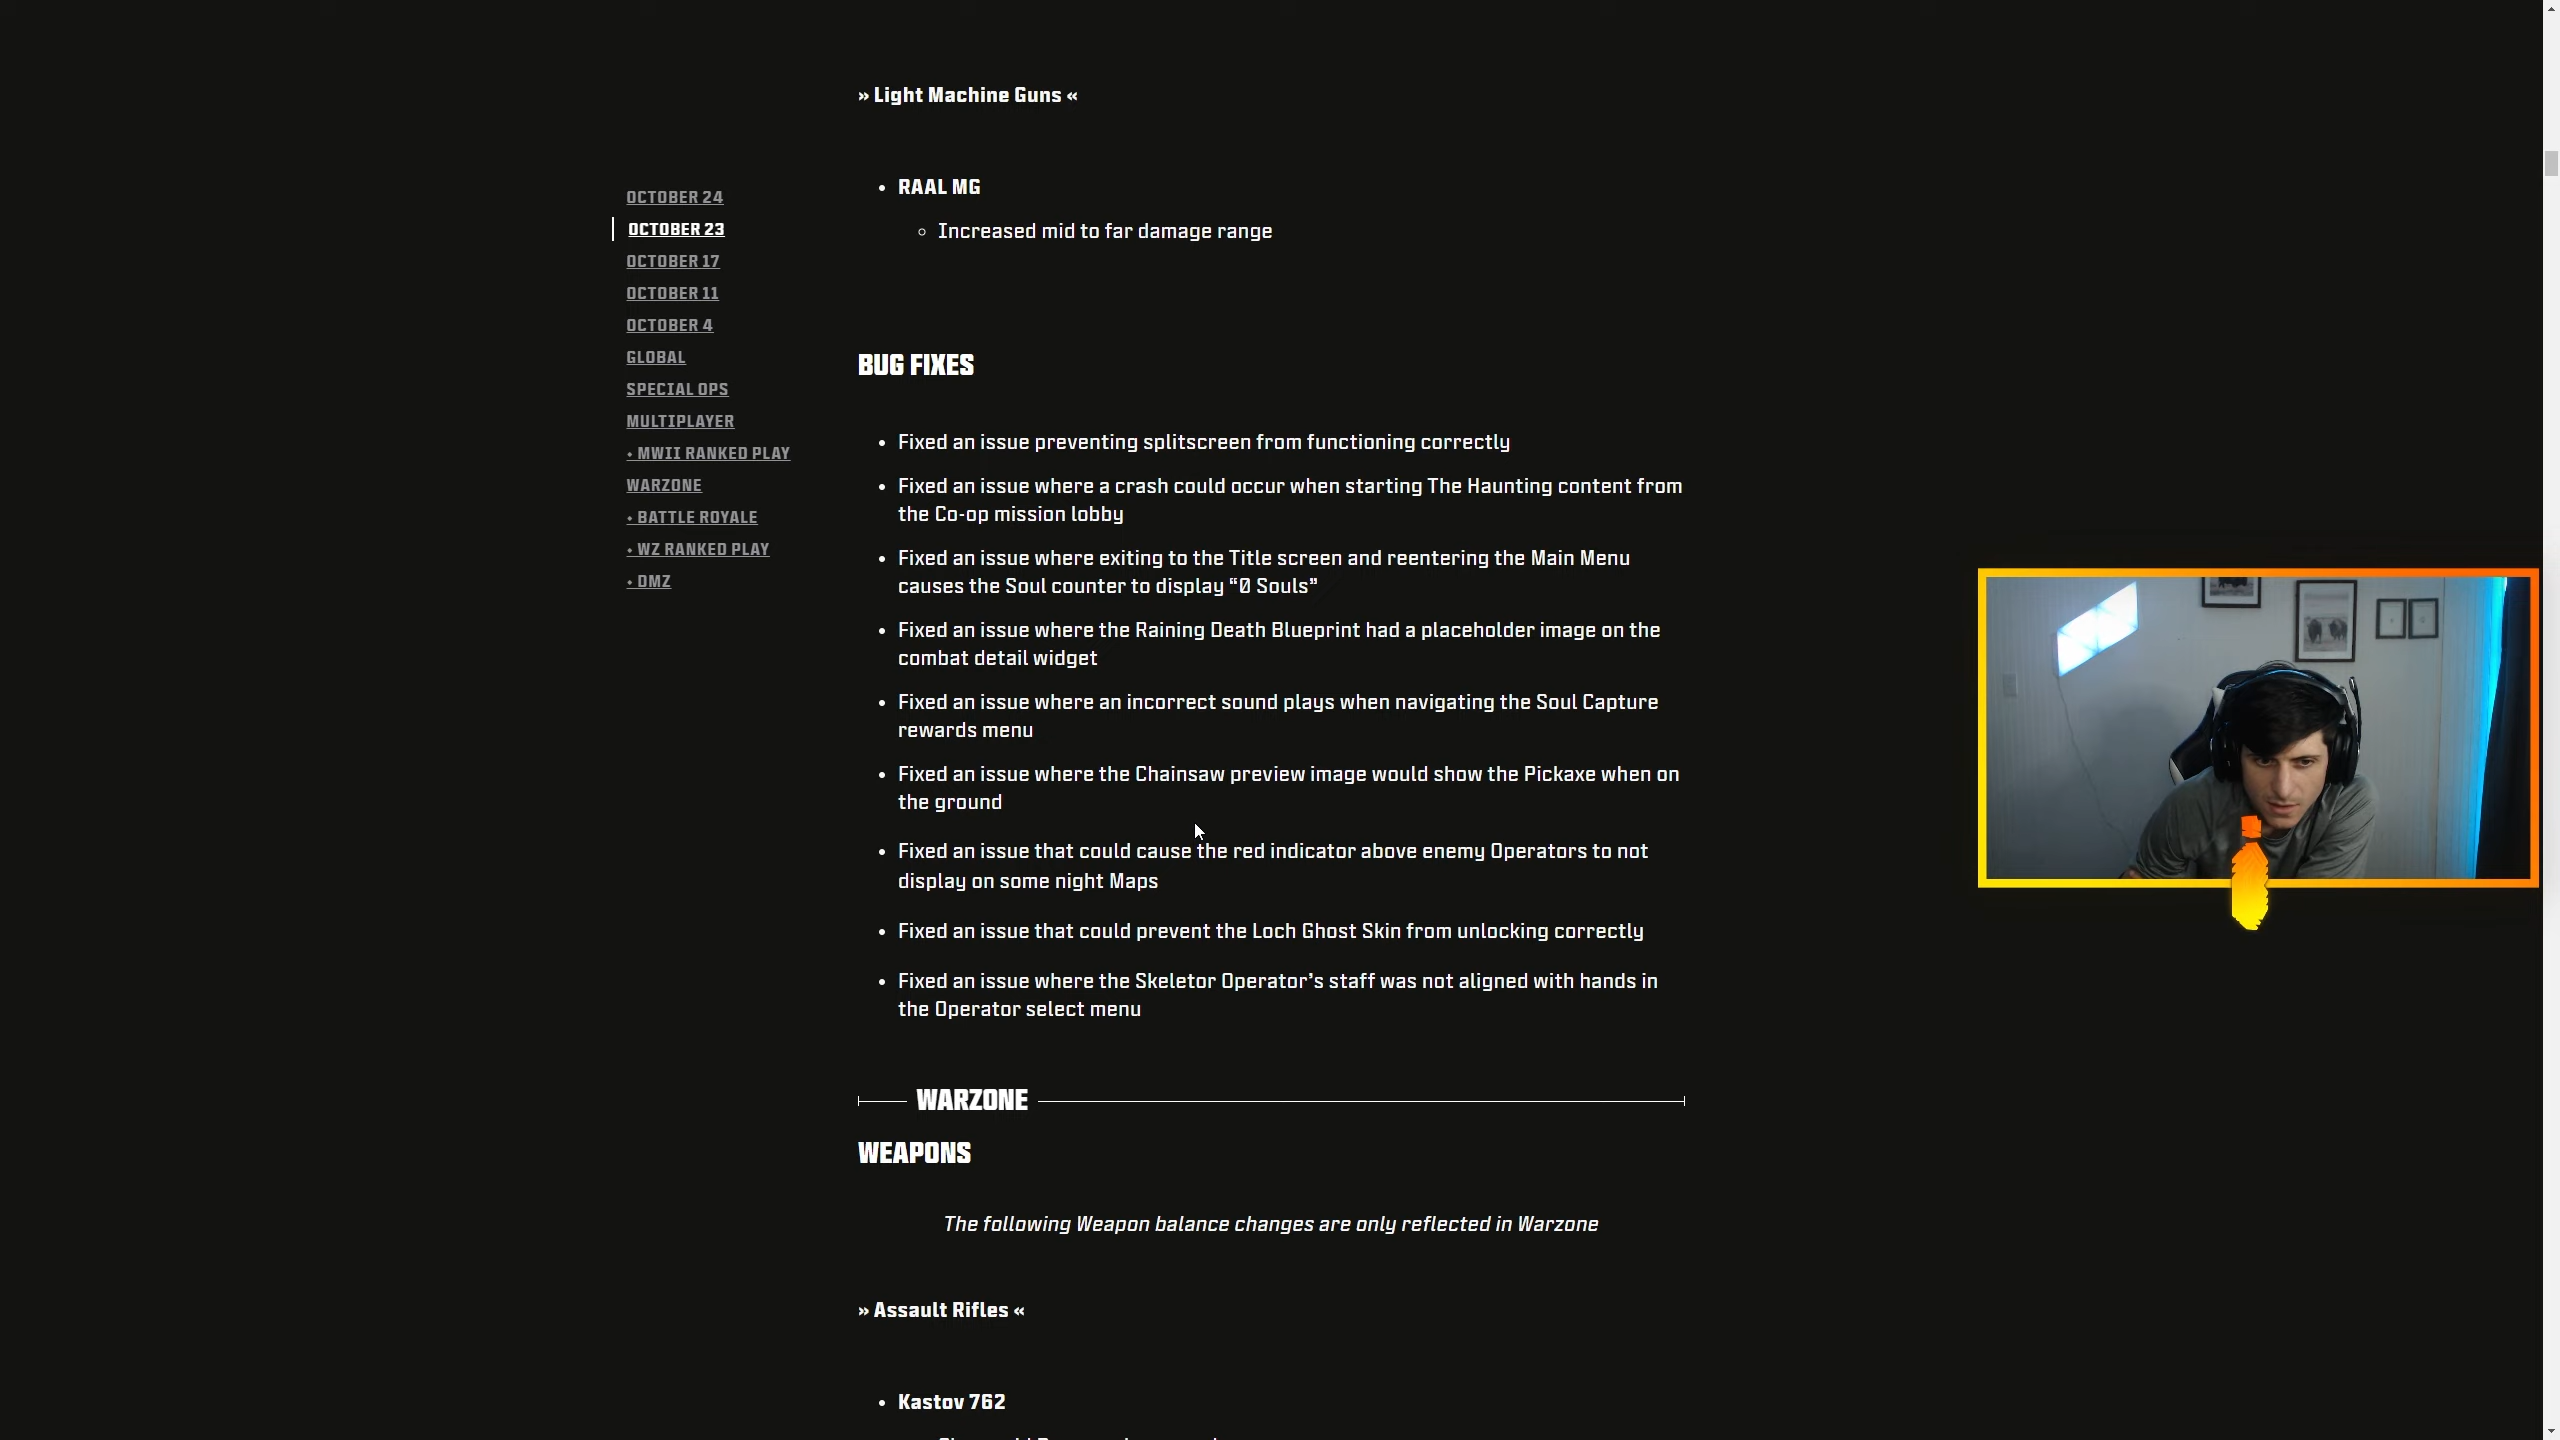 » Light Machine Guns «
• RAAL MG
◦ Increased mid to far damage range
OCTOBER 24
OCTOBER 23
OCTOBER 17
OCTOBER 11
OCTOBER 4
GLOBAL
SPECIAL OPS
MULTIPLAYER
• MWII RANKED PLAY
WARZONE
• BATTLE ROYALE
• WZ RANKED PLAY
• DMZ
BUG FIXES
• Fixed an issue preventing splitscreen from functioning correctly
• Fixed an issue where a crash could occur when starting The Haunting content from
the Co-op mission lobby
• Fixed an issue where exiting to the Title screen and reentering the Main Menu
causes the Soul counter to display “0 Souls”
• Fixed an issue where the Raining Death Blueprint had a placeholder image on the
combat detail widget
• Fixed an issue where an incorrect sound plays when navigating the Soul Capture
rewards menu
• Fixed an issue where the Chainsaw preview image would show the Pickaxe when on
the ground
• Fixed an issue that could cause the red indicator above enemy Operators to not
display on some night Maps
• Fixed an issue that could prevent the Loch Ghost Skin from unlocking correctly
• Fixed an issue where the Skeletor Operator’s staff was not aligned with hands in
the Operator select menu
WARZONE
WEAPONS
The following Weapon balance changes are only reflected in Warzone
» Assault Rifles «
• Kastov 762